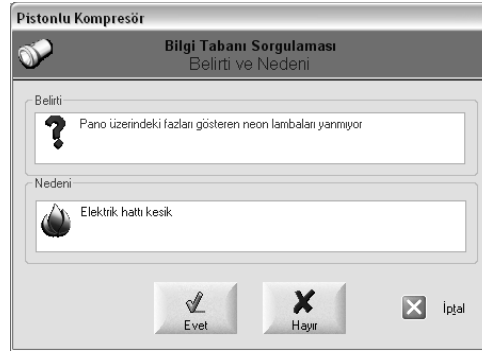 Pistonlu Kompresör
Bilgi Tabanı Sorgulaması
Belirti ve Nedeni
Belirti
Pano üzerindeki fazları gösteren neon lambaları yanmıyor
Nedeni
Elektrik hattı kesik
Evet
Hayır
İptal